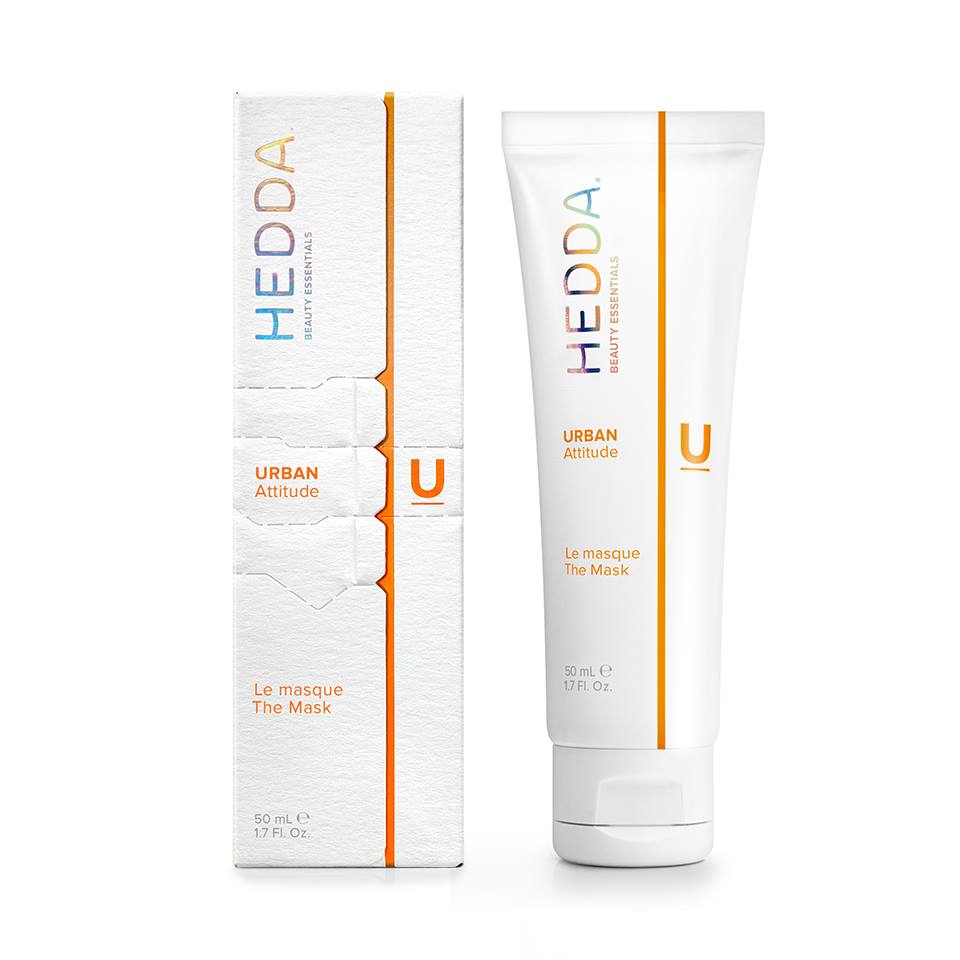 HEDDA.
BEAUTY ESSENTIALS
URBAN
Attitude
U
Le masque
The Mask
50 mL ℮
1.7 Fl. Oz.
HEDDA.
BEAUTY ESSENTIALS
URBAN
Attitude
U
Le masque
The Mask
50 mL ℮
1.7 Fl. Oz.